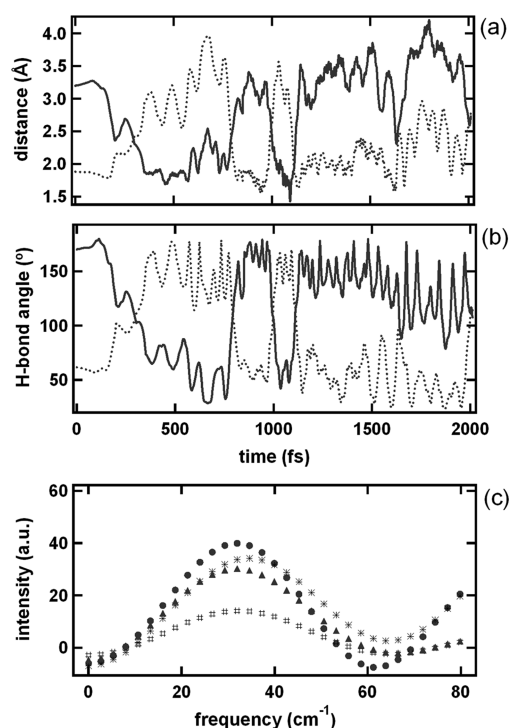 (a)
distance (Å)
4.0
3.5
3.0
2.5
2.0
1.5
(b)
H-bond angle (º)
150
100
50
0
500
1000
1500
2000
time (fs)
(c)
intensity (a.u.)
60
40
20
0
0
20
40
60
80
frequency (cm⁻¹)